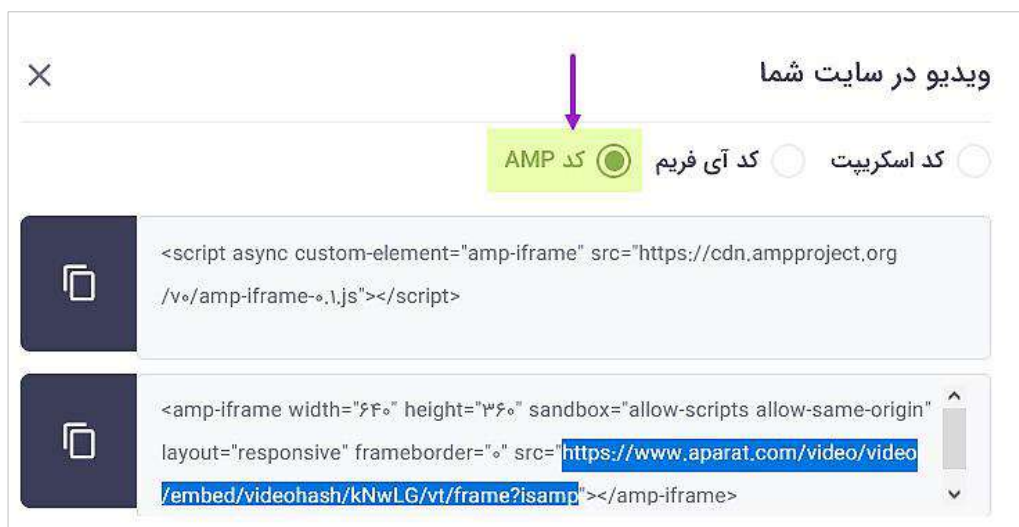 ویدیو در سایت شما
کد اسکریپت کد آی فریم کد AMP
<script async custom-element="amp-iframe" src="https://cdn.ampproject.org
/v۰/amp-iframe-۰.۱.js"></script>
<amp-iframe width="۶۴۰" height="۳۶۰" sandbox="allow-scripts allow-same-origin"
layout="responsive" frameborder="۰" src="https://www.aparat.com/video/video
/embed/videohash/kNwLG/vt/frame?isamp"></amp-iframe>